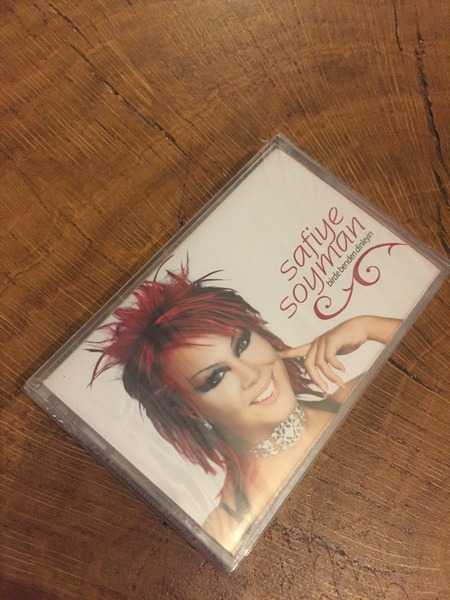 safiye
soyman
birde benden dinleyin